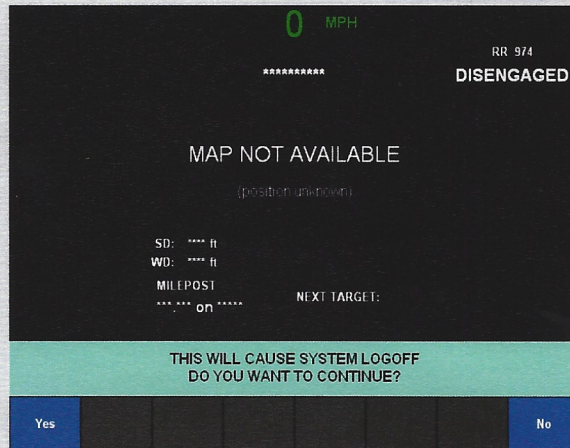 0 MPH
RR 974
**********
DISENGAGED
MAP NOT AVAILABLE
(position unknown)
SD: **** ft
WD: **** ft
MILEPOST
***.*** on *****
NEXT TARGET:
THIS WILL CAUSE SYSTEM LOGOFF
DO YOU WANT TO CONTINUE?
Yes
No